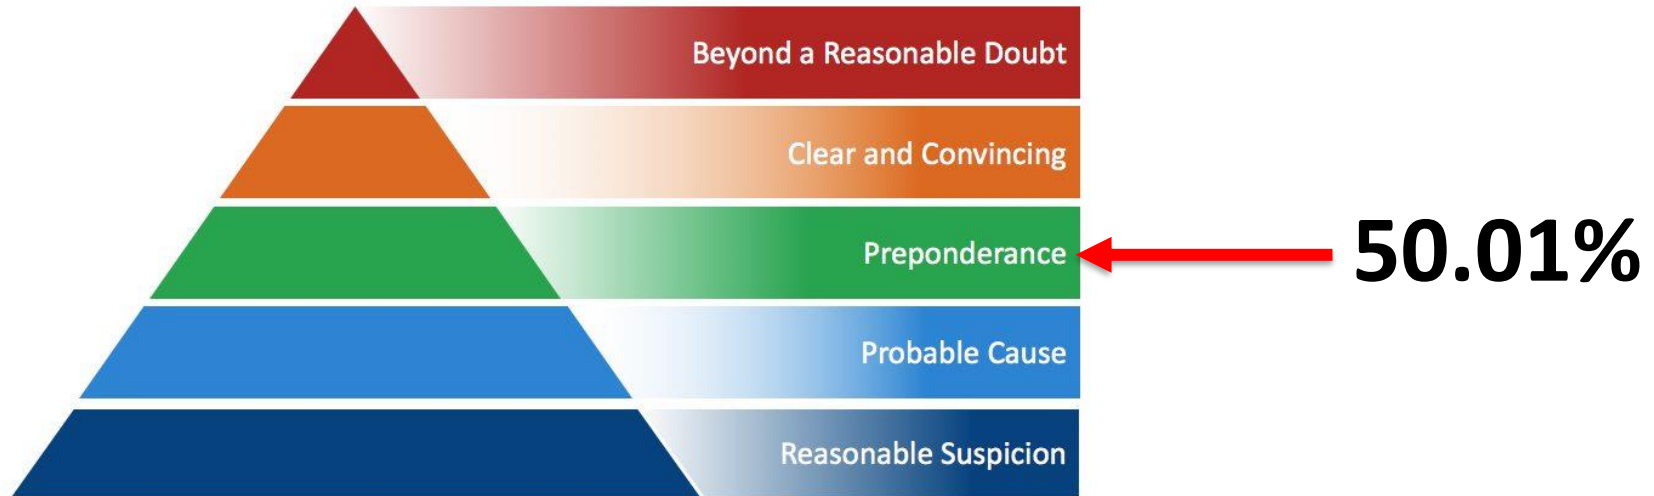 Beyond a Reasonable Doubt
Clear and Convincing
Preponderance
50.01%
Probable Cause
Reasonable Suspicion